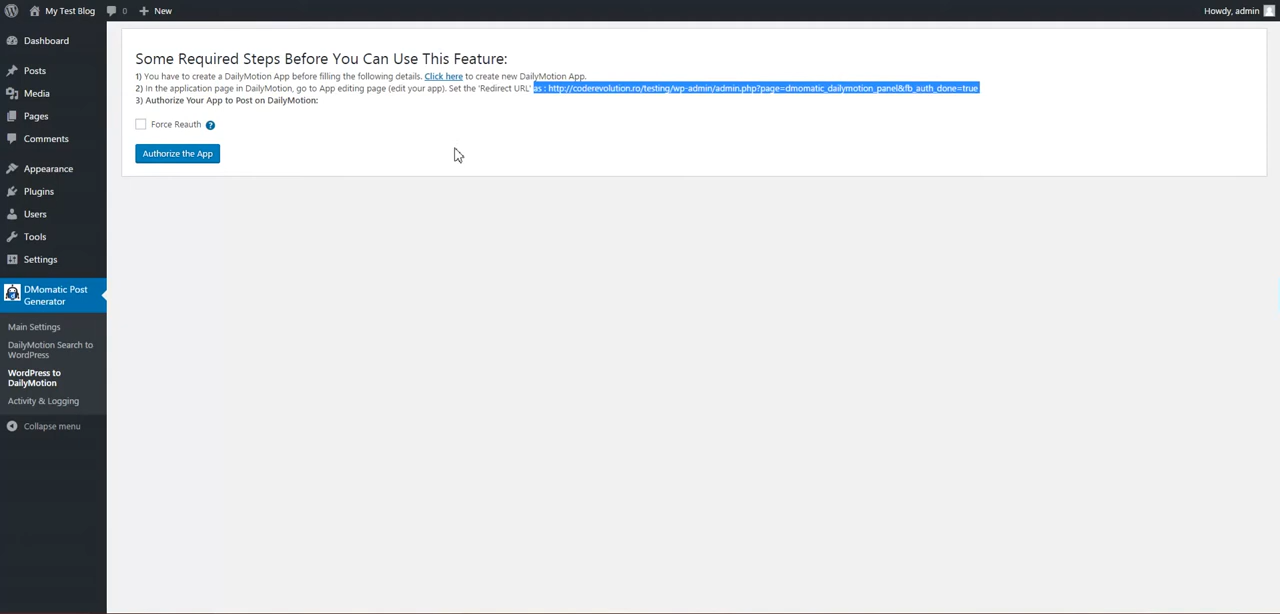 My Test Blog
0
New
Howdy, admin
Dashboard
Posts
Media
Pages
Comments
Appearance
Plugins
Users
Tools
Settings
DMomatic Post
Generator
Main Settings
DailyMotion Search to
WordPress
WordPress to
DailyMotion
Activity & Logging
Collapse menu
Some Required Steps Before You Can Use This Feature:
1) You have to create a DailyMotion App before filling the following details. Click here to create new DailyMotion App.
2) In the application page in DailyMotion, go to App editing page (edit your app). Set the 'Redirect URL' as : http://coderevolution.ro/testing/wp-admin/admin.php?page=dmomatic_dailymotion_panel&fb_auth_done=true
3) Authorize Your App to Post on DailyMotion:
Force Reauth ?
Authorize the App